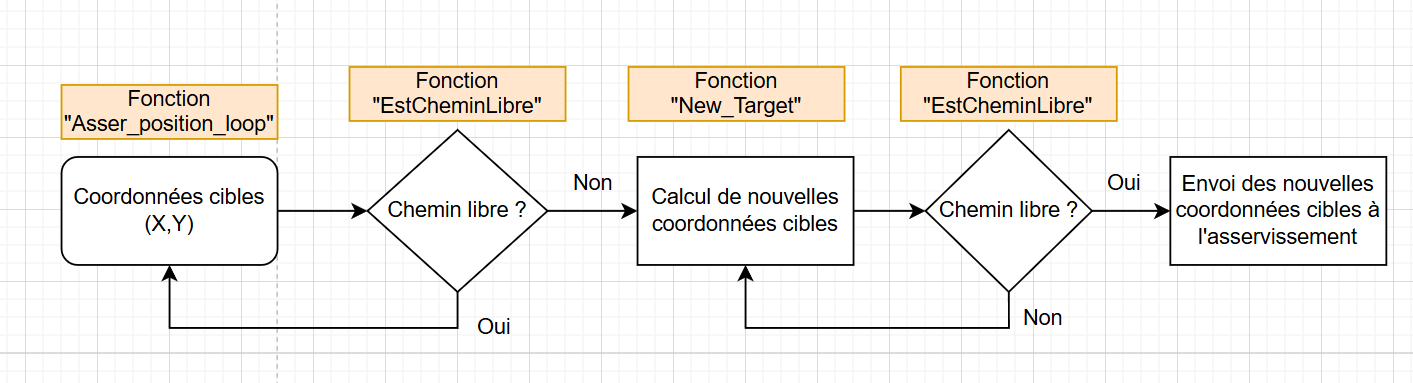 Fonction
"Asser_position_loop"
Coordonnées cibles
(X,Y)
Fonction
"EstCheminLibre"
Chemin libre ?
Oui
Non
Fonction
"New_Target"
Calcul de nouvelles
coordonnées cibles
Fonction
"EstCheminLibre"
Chemin libre ?
Non
Oui
Envoi des nouvelles
coordonnées cibles à
l'asservissement